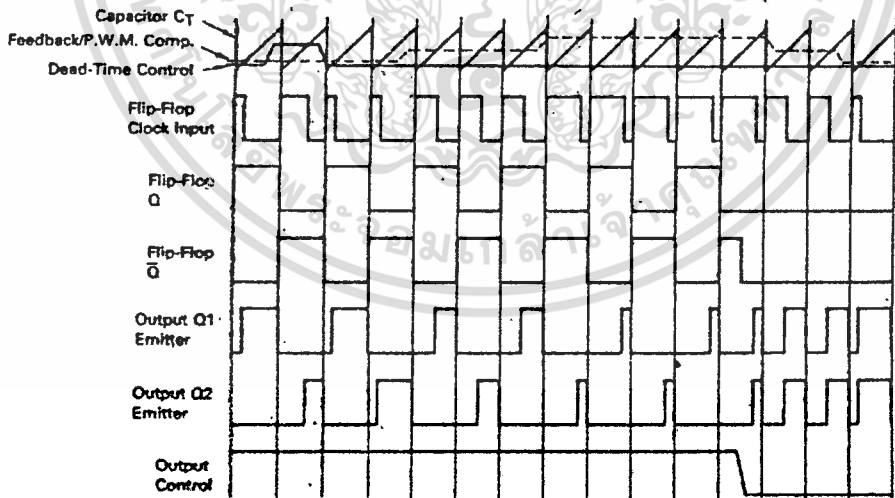 Capacitor CT
Feedback/P.W.M. Comp.
Dead-Time Control
Flip-Flop
Clock Input
Flip-Flop
Q
Flip-Flop
Q̅
Output Q1
Emitter
Output Q2
Emitter
Output
Control